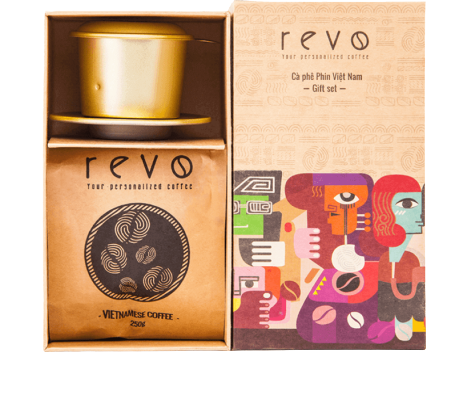 revo
Your personalized coffee
- VIETNAMESE COFFEE -
250g
revo
Your personalized coffee
Cà phê Phin Việt Nam
– Gift set –